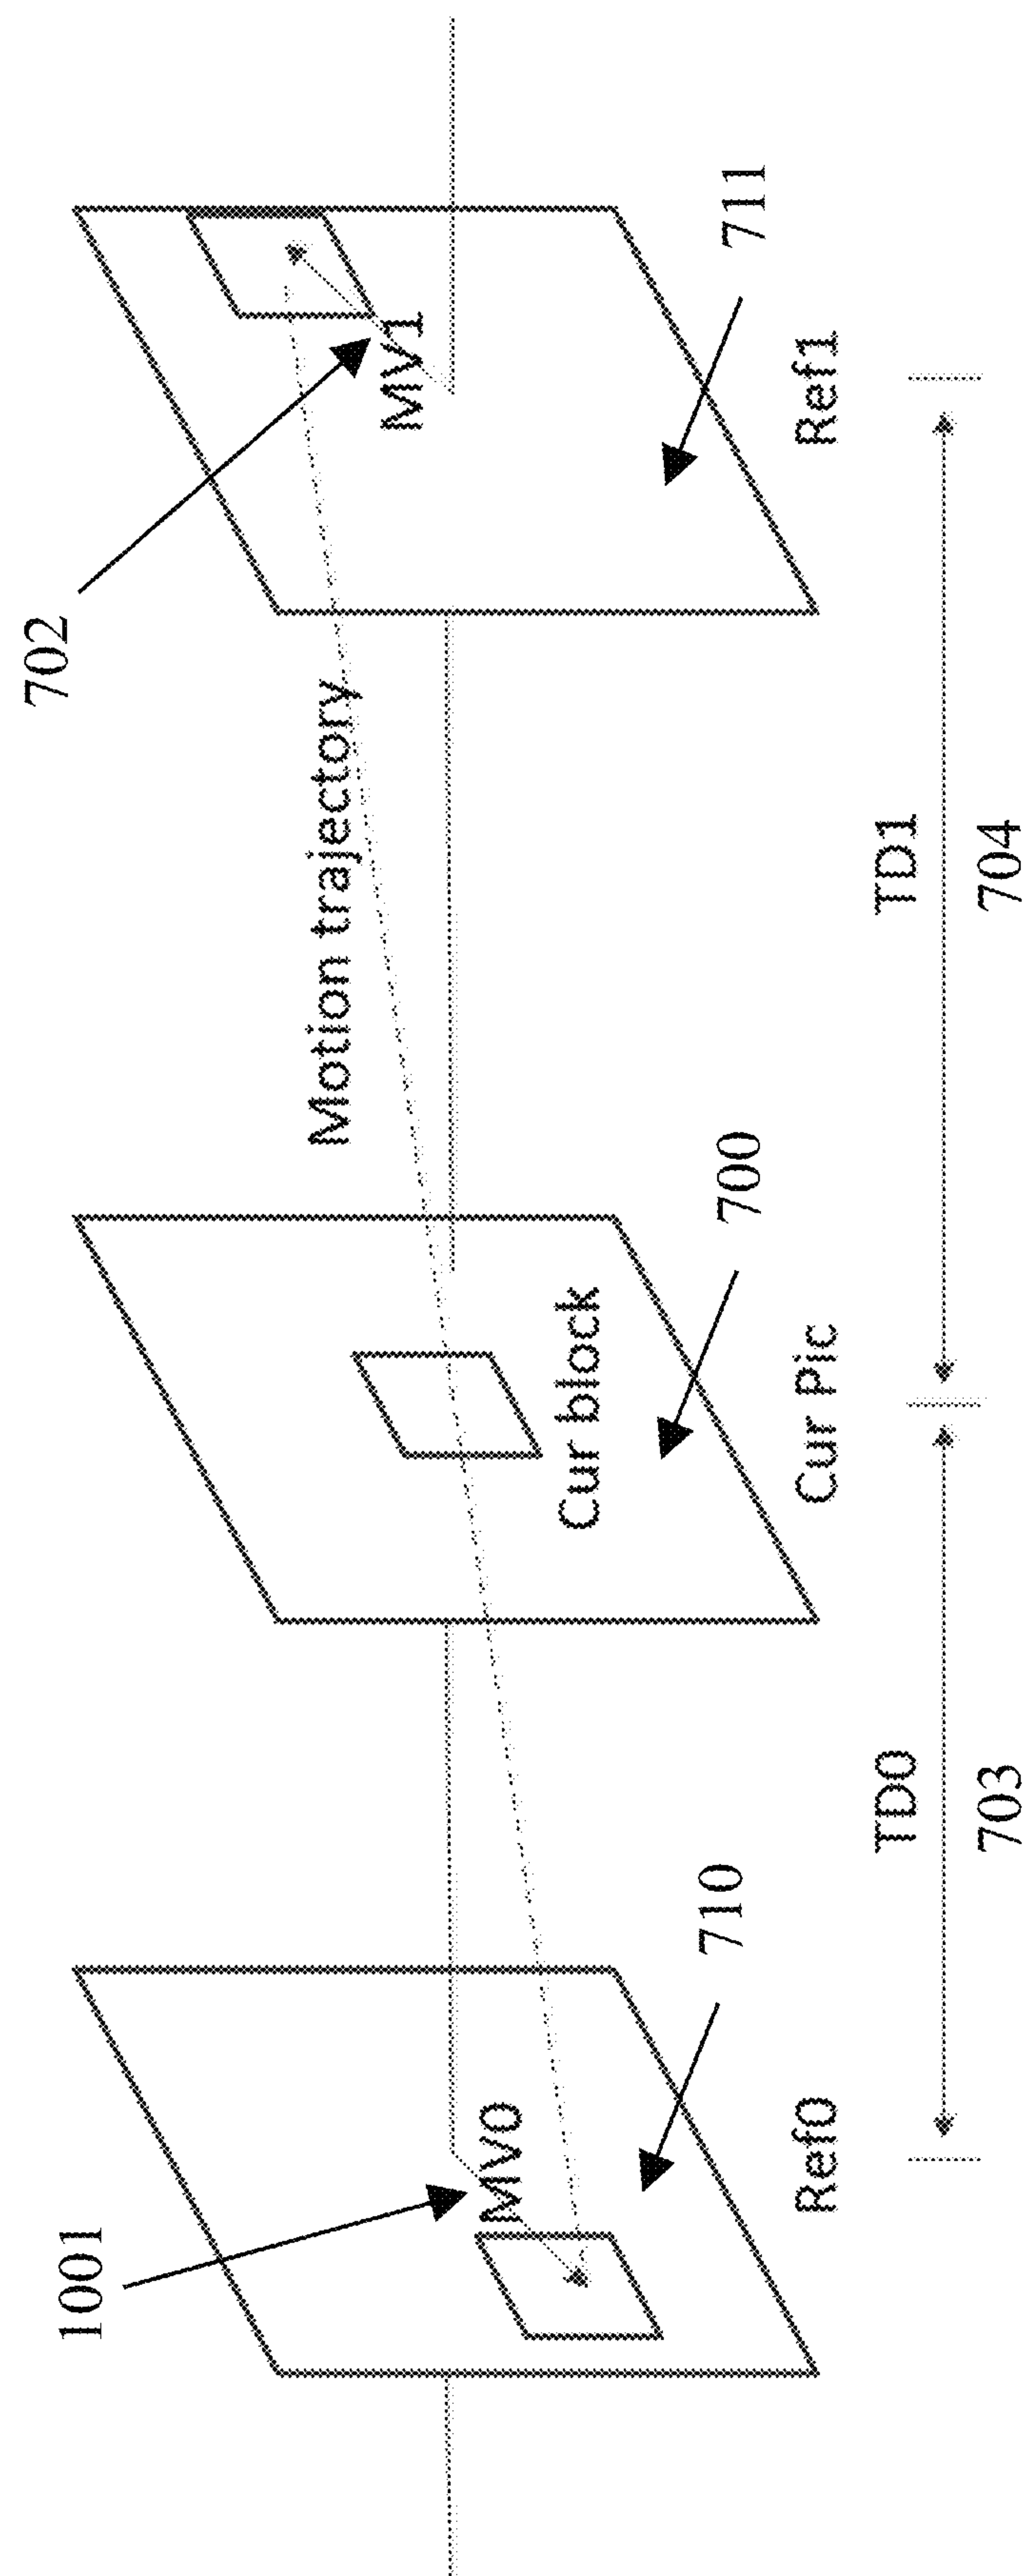 1001
702
Motion trajectory
MV0
MV1
Cur block
710
700
711
Ref0
Cur Pic
Ref1
TD0
TD1
703
704